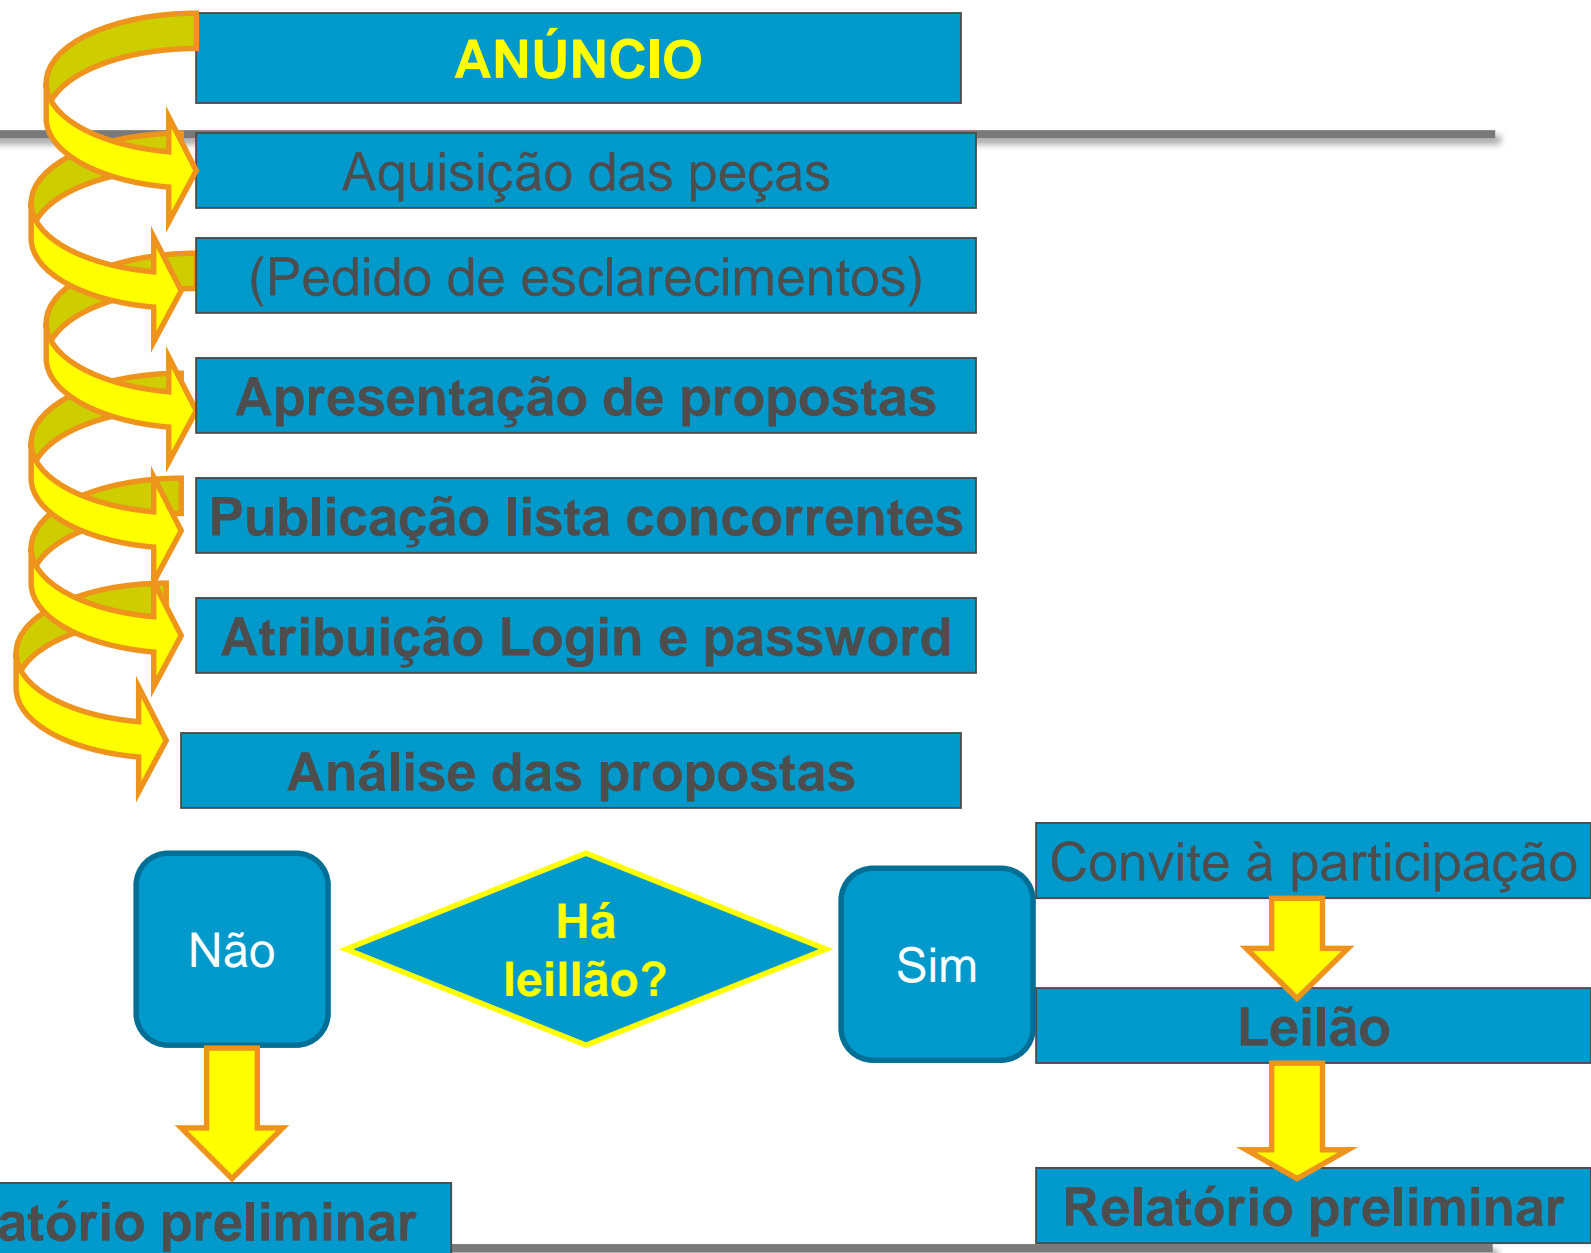 ANÚNCIO
Aquisição das peças
(Pedido de esclarecimentos)
Apresentação de propostas
Publicação lista concorrentes
Atribuição Login e password
Análise das propostas
Convite à participação
Não
Há
leillão?
Sim
Leilão
Relatório preliminar
atório preliminar